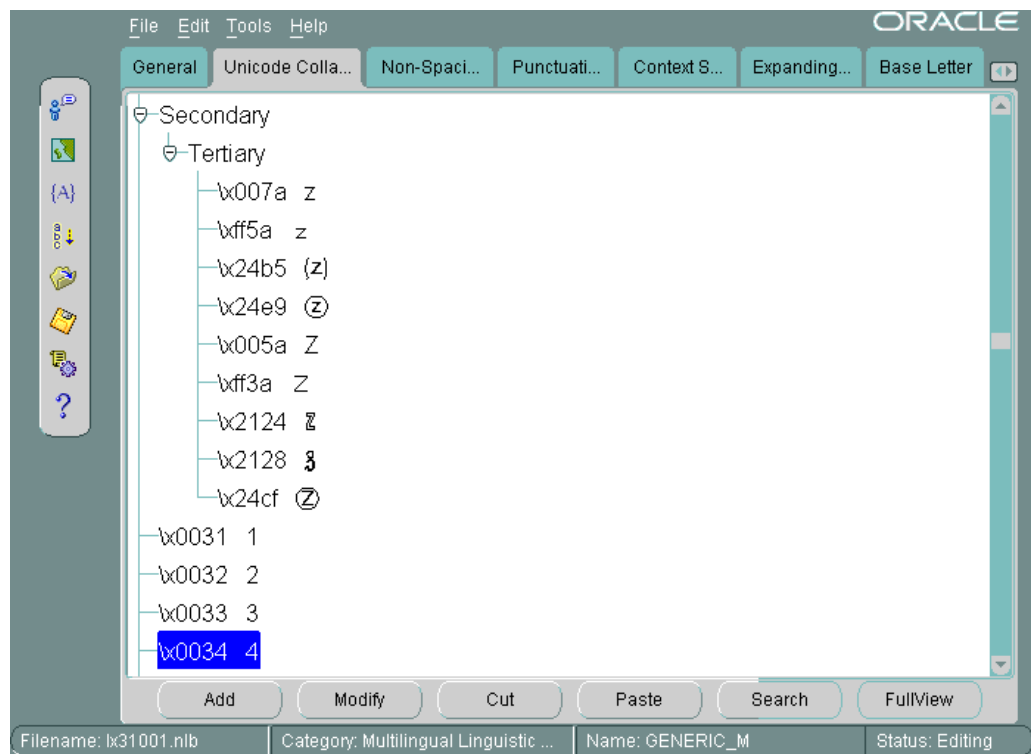 File Edit Tools Help ORACLE
General Unicode Colla... Non-Spaci... Punctuati... Context S... Expanding... Base Letter
{A}
a
b
c
?
Secondary
Tertiary
\x007a z
\xff5a z
\x24b5 (z)
\x24e9 ⓩ
\x005a Z
\xff3a Z
\x2124 ℤ
\x2128 ℨ
\x24cf Ⓩ
\x0031 1
\x0032 2
\x0033 3
\x0034 4
Add Modify Cut Paste Search FullView
Filename: lx31001.nlb Category: Multilingual Linguistic ... Name: GENERIC_M Status: Editing